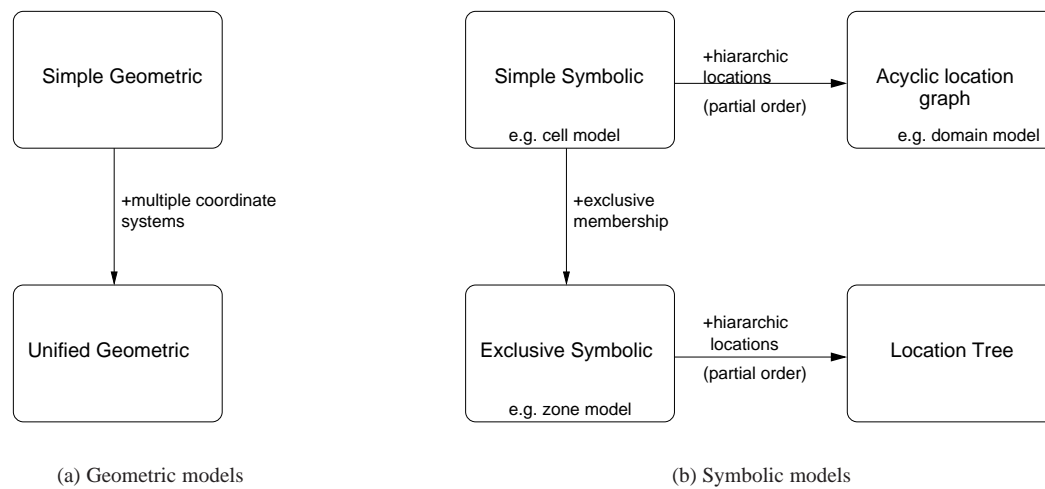 Simple Geometric
+multiple coordinate
systems
Unified Geometric
(a) Geometric models
Simple Symbolic
e.g. cell model
+hiararchic
locations
(partial order)
Acyclic location
graph
e.g. domain model
+exclusive
membership
Exclusive Symbolic
e.g. zone model
+hiararchic
locations
(partial order)
Location Tree
(b) Symbolic models